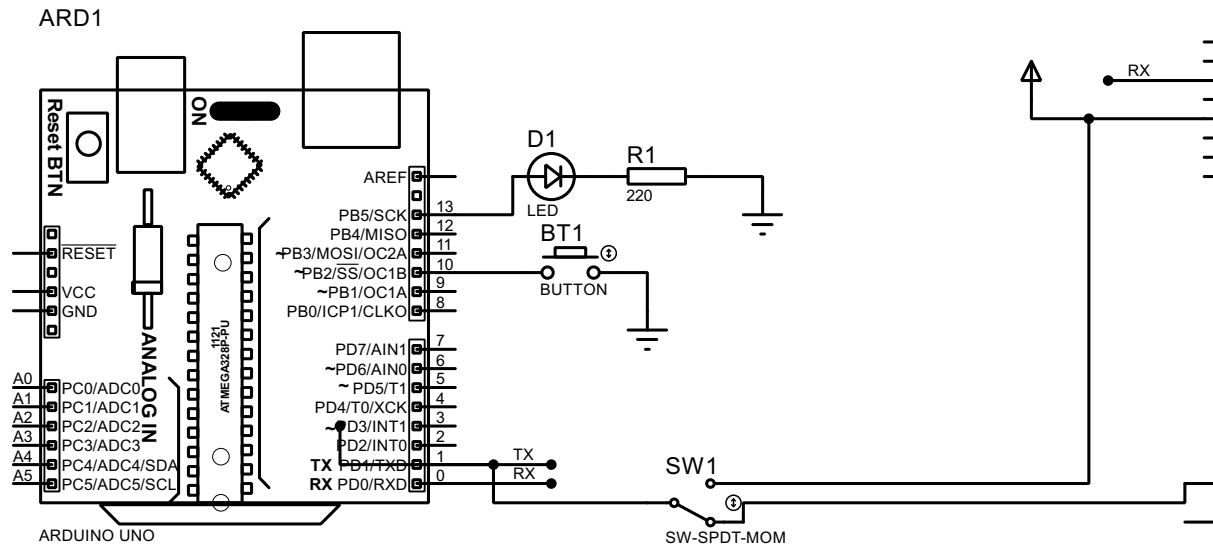 ARD1
Reset BTN
ON
RESET
VCC
GND
ANALOG IN
1121
ATMEGA328P-PU
A0 PC0/ADC0
A1 PC1/ADC1
A2 PC2/ADC2
A3 PC3/ADC3
A4 PC4/ADC4/SDA
A5 PC5/ADC5/SCL
AREF
PB5/SCK 13
PB4/MISO 12
~PB3/MOSI/OC2A 11
~PB2/SS/OC1B 10
~PB1/OC1A 9
PB0/ICP1/CLKO 8
PD7/AIN1 7
~PD6/AIN0 6
~PD5/T1 5
PD4/T0/XCK 4
~PD3/INT1 3
PD2/INT0 2
TX PD1/TXD 1
RX PD0/RXD 0
ARDUINO UNO
D1
LED
R1
220
BT1
BUTTON
TX
RX
SW1
SW-SPDT-MOM
RX